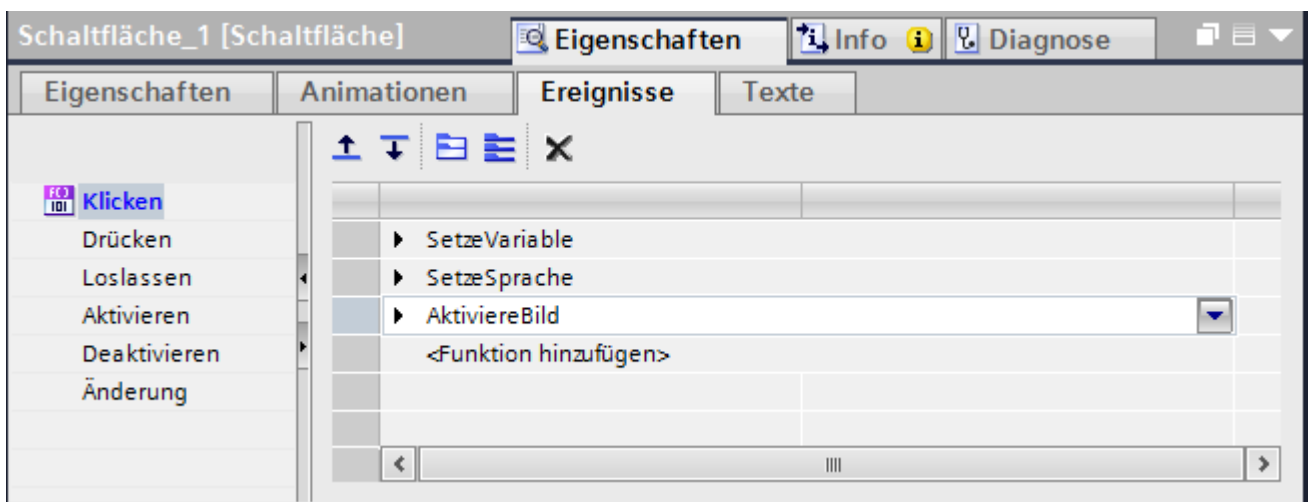 Schaltfläche_1 [Schaltfläche]
Eigenschaften
Info
Diagnose
Eigenschaften
Animationen
Ereignisse
Texte
Klicken
Drücken
Loslassen
Aktivieren
Deaktivieren
Änderung
SetzeVariable
SetzeSprache
AktiviereBild
<Funktion hinzufügen>